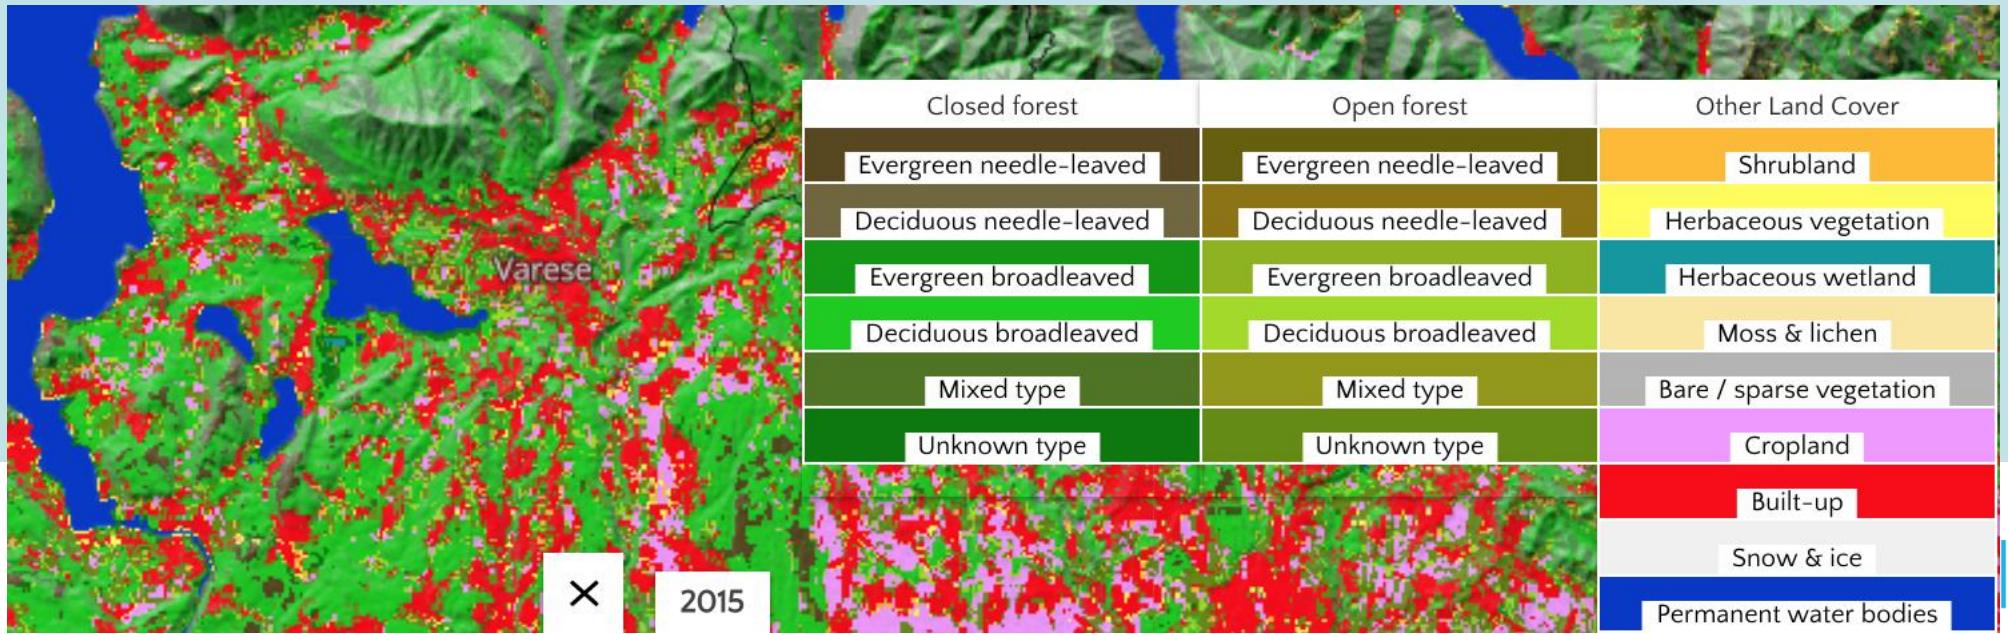 Closed forest
Open forest
Other Land Cover
Evergreen needle-leaved
Evergreen needle-leaved
Shrubland
Deciduous needle-leaved
Deciduous needle-leaved
Herbaceous vegetation
Evergreen broadleaved
Evergreen broadleaved
Herbaceous wetland
Deciduous broadleaved
Deciduous broadleaved
Moss & lichen
Mixed type
Mixed type
Bare / sparse vegetation
Unknown type
Unknown type
Cropland
Built-up
Snow & ice
Permanent water bodies
Varese
2015